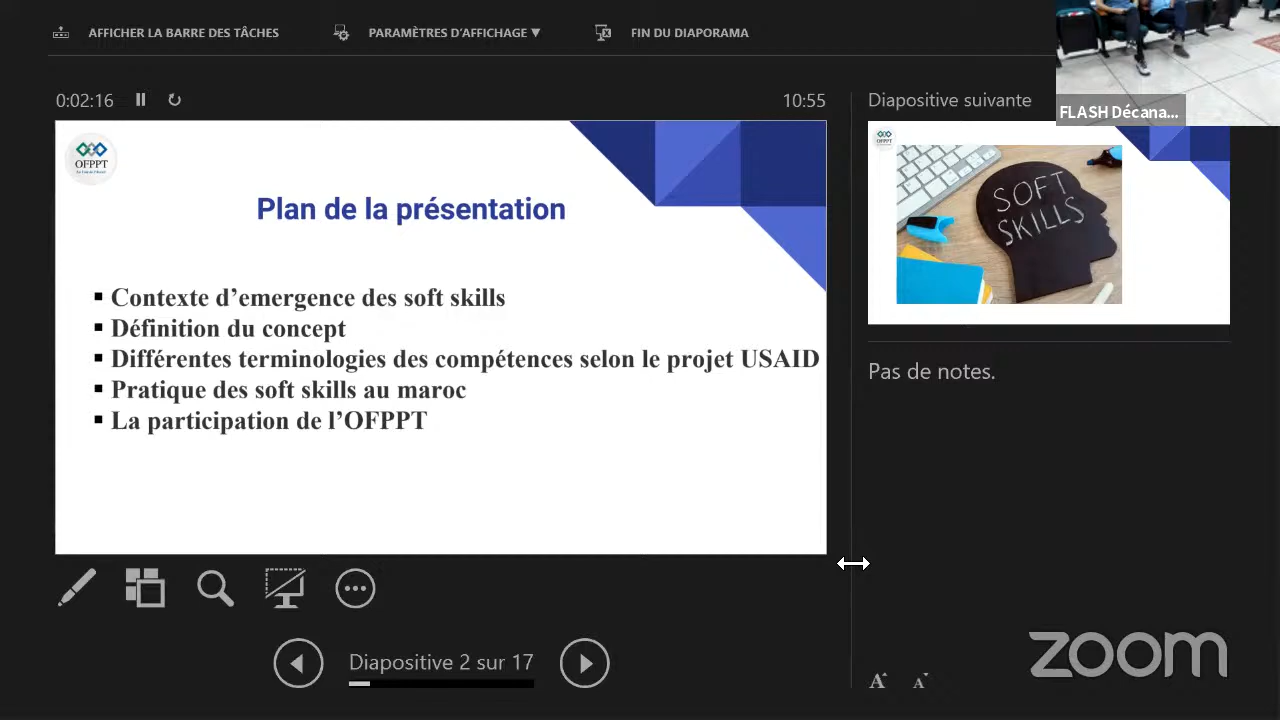 AFFICHER LA BARRE DES TÂCHES
PARAMÈTRES D'AFFICHAGE ▼
FIN DU DIAPORAMA
FLASH Décana...
0:02:16
10:55
Diapositive suivante
OFPPT
Plan de la présentation
▪ Contexte d'emergence des soft skills
▪ Définition du concept
▪ Différentes terminologies des compétences selon le projet USAID
▪ Pratique des soft skills au maroc
▪ La participation de l'OFPPT
OFPPT
SOFT
SKILLS
Pas de notes.
Diapositive 2 sur 17
A A
zoom